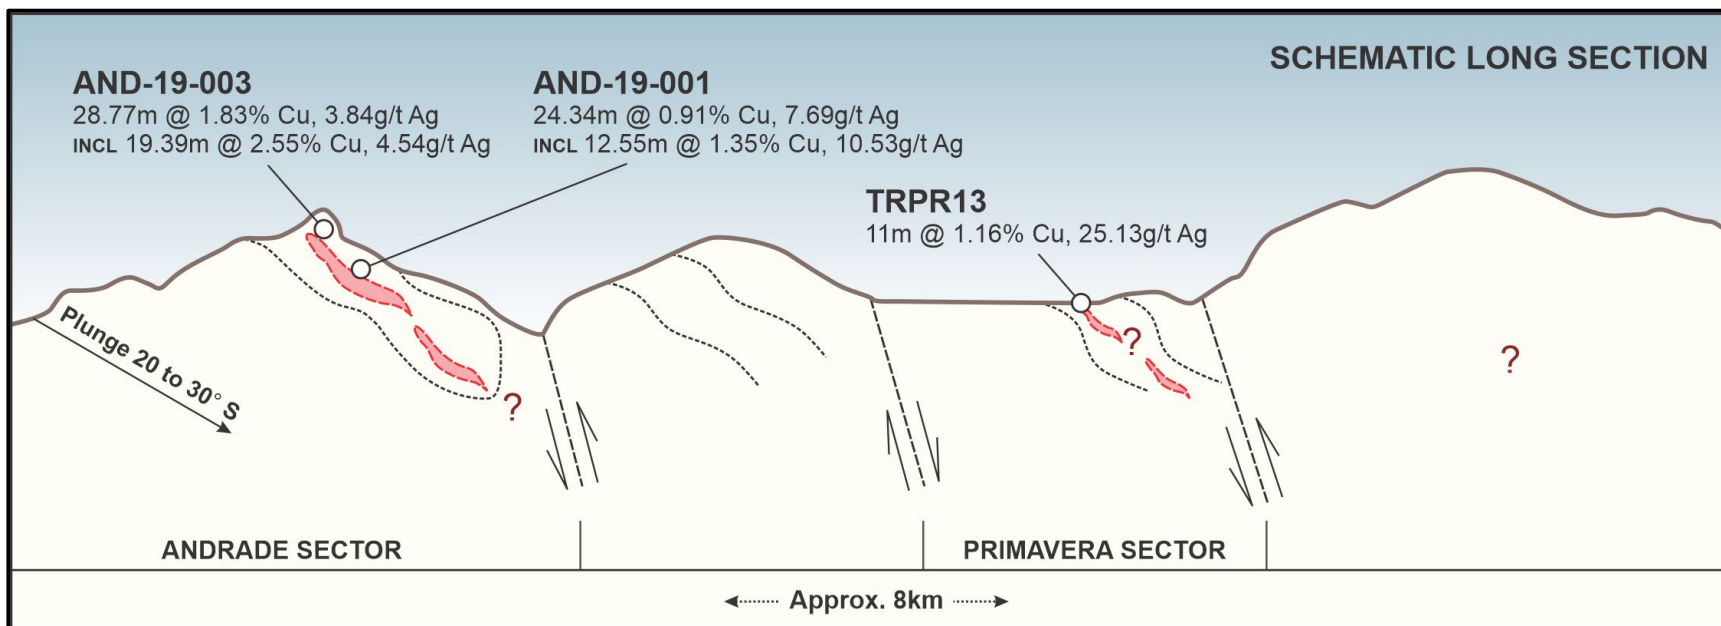 SCHEMATIC LONG SECTION
AND-19-003
28.77m @ 1.83% Cu, 3.84g/t Ag
INCL 19.39m @ 2.55% Cu, 4.54g/t Ag
AND-19-001
24.34m @ 0.91% Cu, 7.69g/t Ag
INCL 12.55m @ 1.35% Cu, 10.53g/t Ag
TRPR13
11m @ 1.16% Cu, 25.13g/t Ag
Plunge 20 to 30° S
?
?
?
ANDRADE SECTOR
PRIMAVERA SECTOR
Approx. 8km